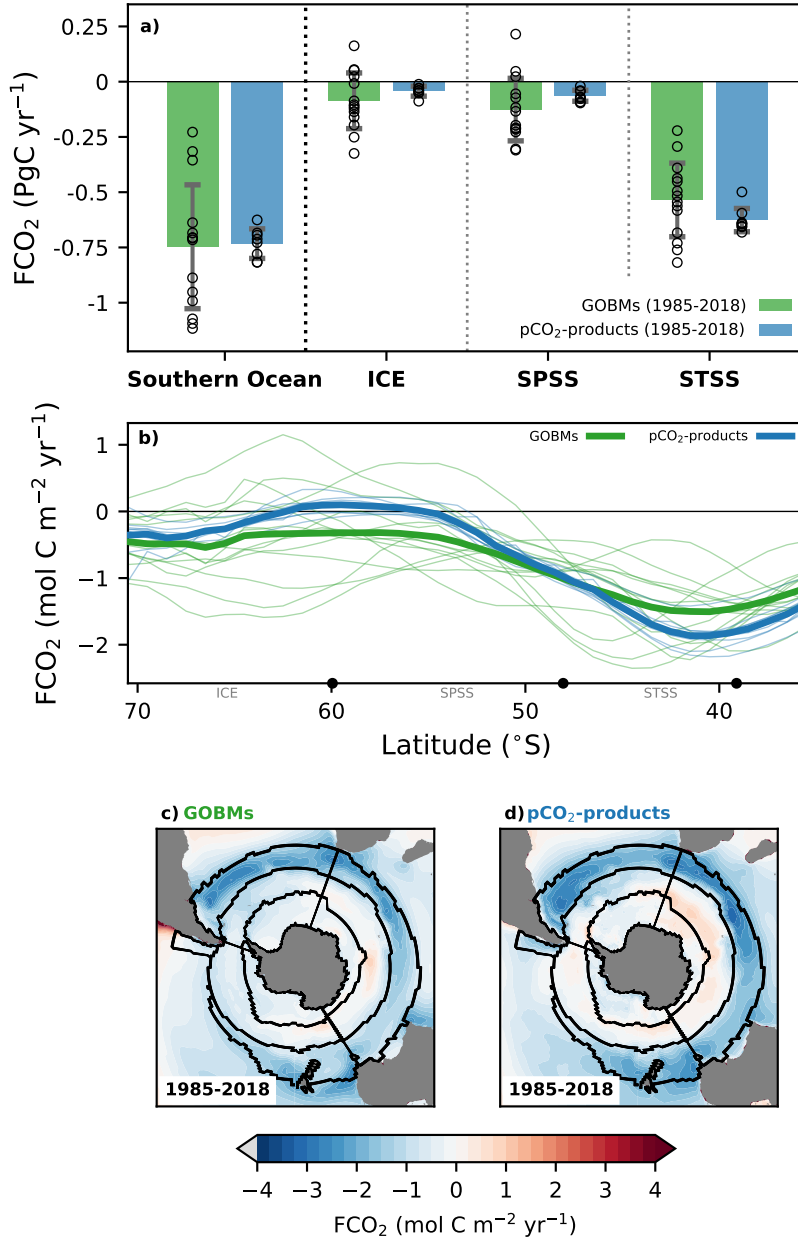 a)
0.25
0
-0.25
-0.5
-0.75
-1
FCO₂ (PgC yr⁻¹)
GOBMs (1985-2018)
pCO₂-products (1985-2018)
Southern Ocean ICE SPSS STSS
b)
GOBMs pCO₂-products
1
0
−1
−2
FCO₂ (mol C m⁻² yr⁻¹)
ICE SPSS STSS
70 60 50 40
Latitude (°S)
c) GOBMs d) pCO₂-products
1985-2018 1985-2018
−4 −3 −2 −1 0 1 2 3 4
FCO₂ (mol C m⁻² yr⁻¹)